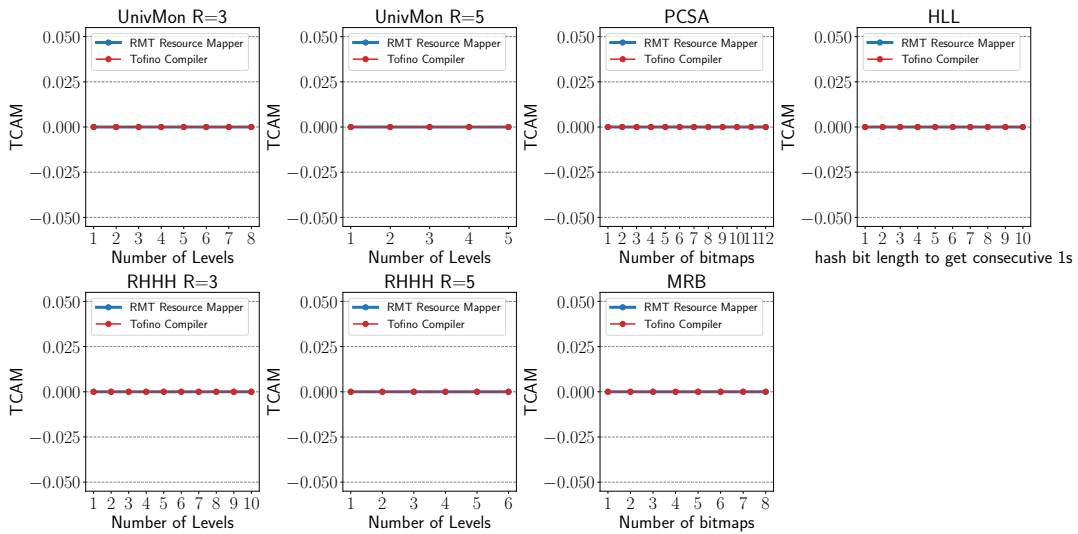 UnivMon R=3
TCAM
0.050
0.025
0.000
−0.025
−0.050
RMT Resource Mapper
Tofino Compiler
1 2 3 4 5 6 7 8
Number of Levels
UnivMon R=5
TCAM
0.050
0.025
0.000
−0.025
−0.050
RMT Resource Mapper
Tofino Compiler
1 2 3 4 5
Number of Levels
PCSA
TCAM
0.050
0.025
0.000
−0.025
−0.050
RMT Resource Mapper
Tofino Compiler
1 2 3 4 5 6 7 8 9 10 11 12
Number of bitmaps
HLL
TCAM
0.050
0.025
0.000
−0.025
−0.050
RMT Resource Mapper
Tofino Compiler
1 2 3 4 5 6 7 8 9 10
hash bit length to get consecutive 1s
RHHH R=3
TCAM
0.050
0.025
0.000
−0.025
−0.050
RMT Resource Mapper
Tofino Compiler
1 2 3 4 5 6 7 8 9 10
Number of Levels
RHHH R=5
TCAM
0.050
0.025
0.000
−0.025
−0.050
RMT Resource Mapper
Tofino Compiler
1 2 3 4 5 6
Number of Levels
MRB
TCAM
0.050
0.025
0.000
−0.025
−0.050
RMT Resource Mapper
Tofino Compiler
1 2 3 4 5 6 7 8
Number of bitmaps